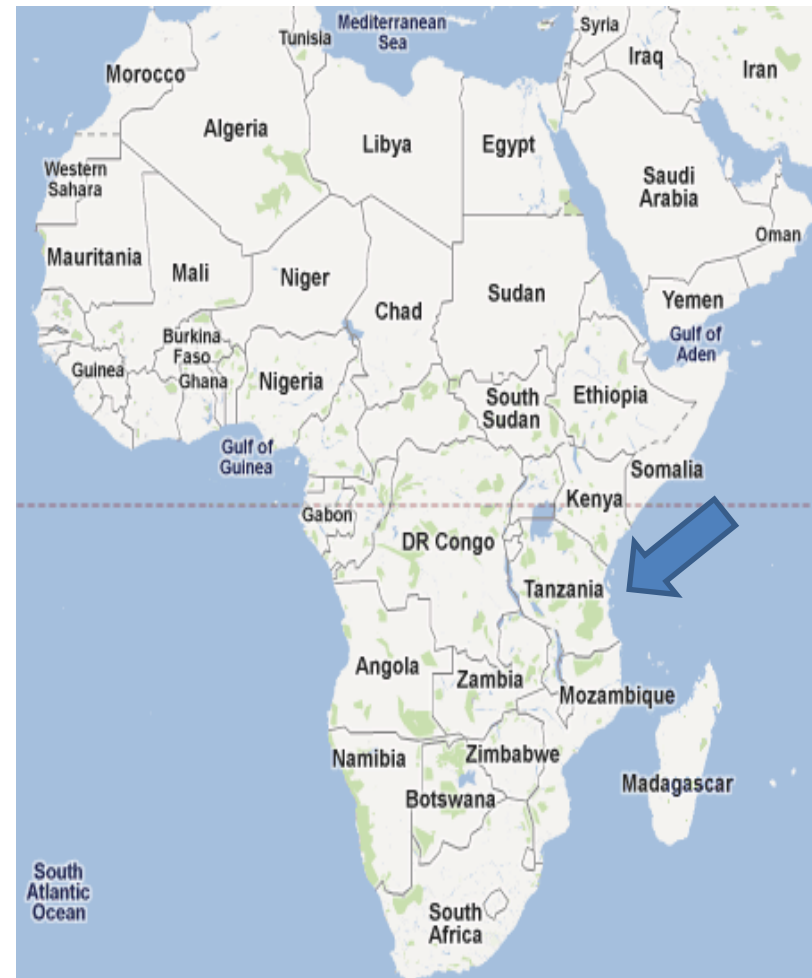 Mediterranean
Sea
Tunisia
Syria
Morocco
Iraq
Iran
Algeria
Libya
Egypt
Western
Sahara
Saudi
Arabia
Oman
Mauritania
Mali
Niger
Chad
Sudan
Yemen
Gulf of
Aden
Burkina
Faso
Guinea
Ghana
Nigeria
South
Sudan
Ethiopia
Gulf of
Guinea
Somalia
Kenya
Gabon
DR Congo
Tanzania
Angola
Zambia
Mozambique
Namibia
Zimbabwe
Madagascar
Botswana
South
Atlantic
Ocean
South
Africa